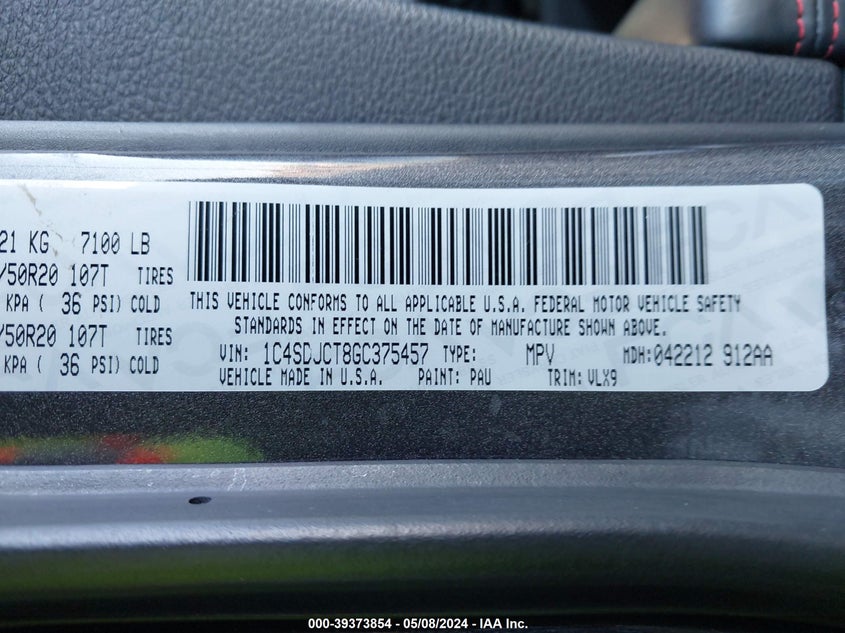 21 KG 7100 LB
/50R20 107T TIRES
KPA ( 36 PSI) COLD
/50R20 107T TIRES
KPA ( 36 PSI) COLD
THIS VEHICLE CONFORMS TO ALL APPLICABLE U.S.A. FEDERAL MOTOR VEHICLE SAFETY
STANDARDS IN EFFECT ON THE DATE OF MANUFACTURE SHOWN ABOVE.
VIN: 1C4SDJCT8GC375457 TYPE: MPV MDH:042212 912AA
VEHICLE MADE IN U.S.A. PAINT: PAU TRIM: VLX9
000-39373854 - 05/08/2024 - IAA Inc.